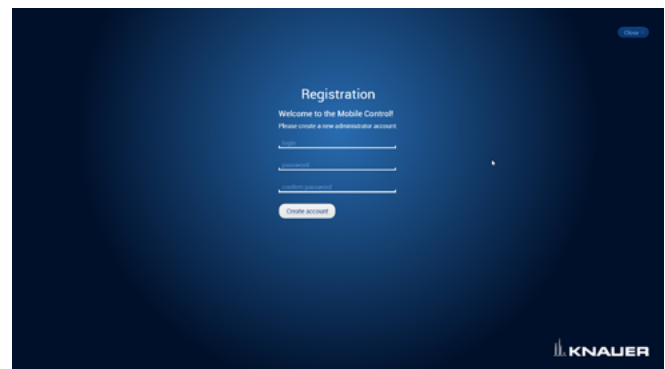 Close
Registration
Welcome to the Mobile Control!
Please create a new administrator account
login
password
confirm password
Create account
KNAUER